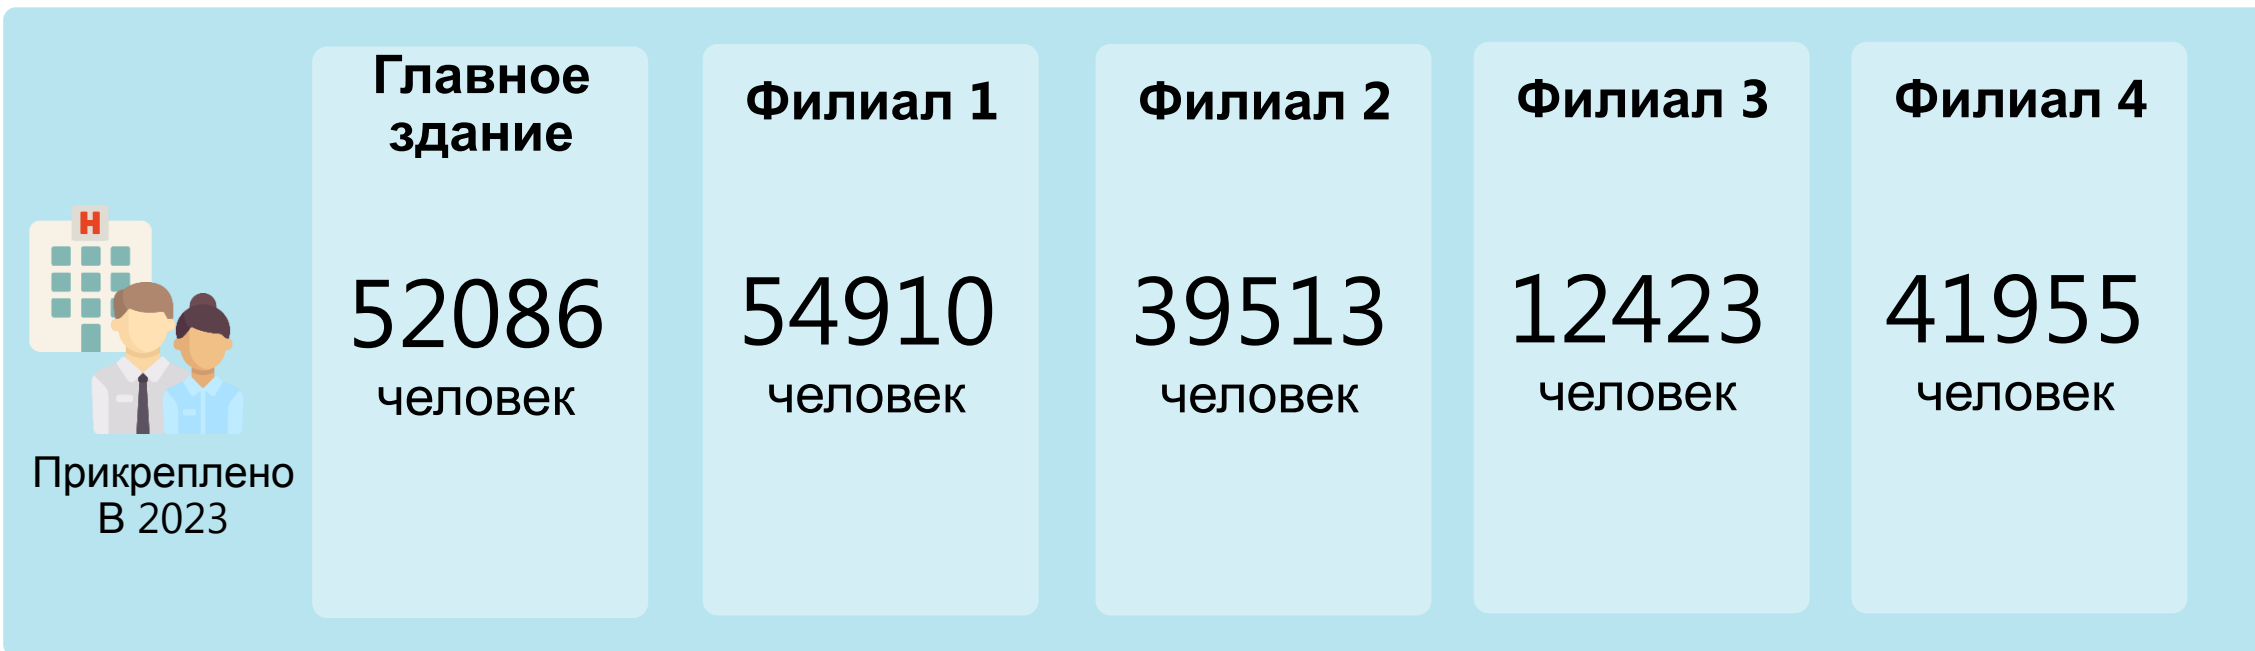 Главное
здание
52086
человек
Филиал 1
54910
человек
Филиал 2
39513
человек
Филиал 3
12423
человек
Филиал 4
41955
человек
H
Прикреплено
В 2023